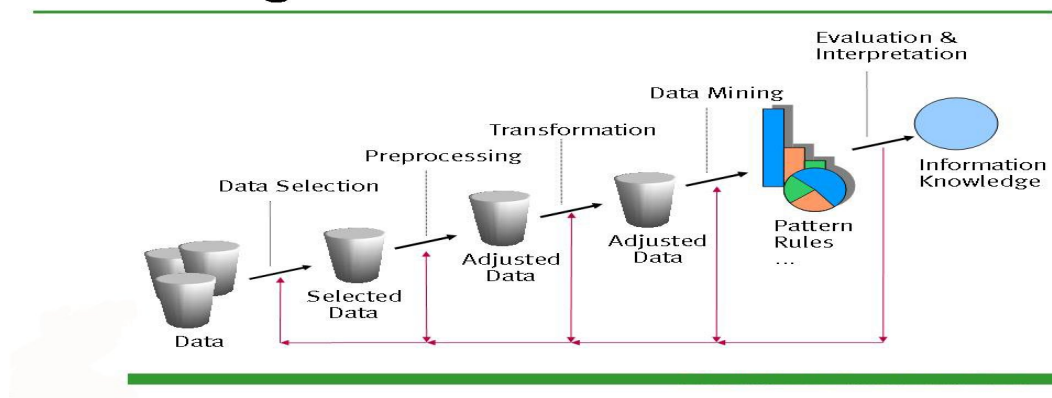 Evaluation &
Interpretation
Data Mining
Transformation
Preprocessing
Data Selection
Information
Knowledge
Pattern
Rules
...
Adjusted
Data
Adjusted
Data
Selected
Data
Data